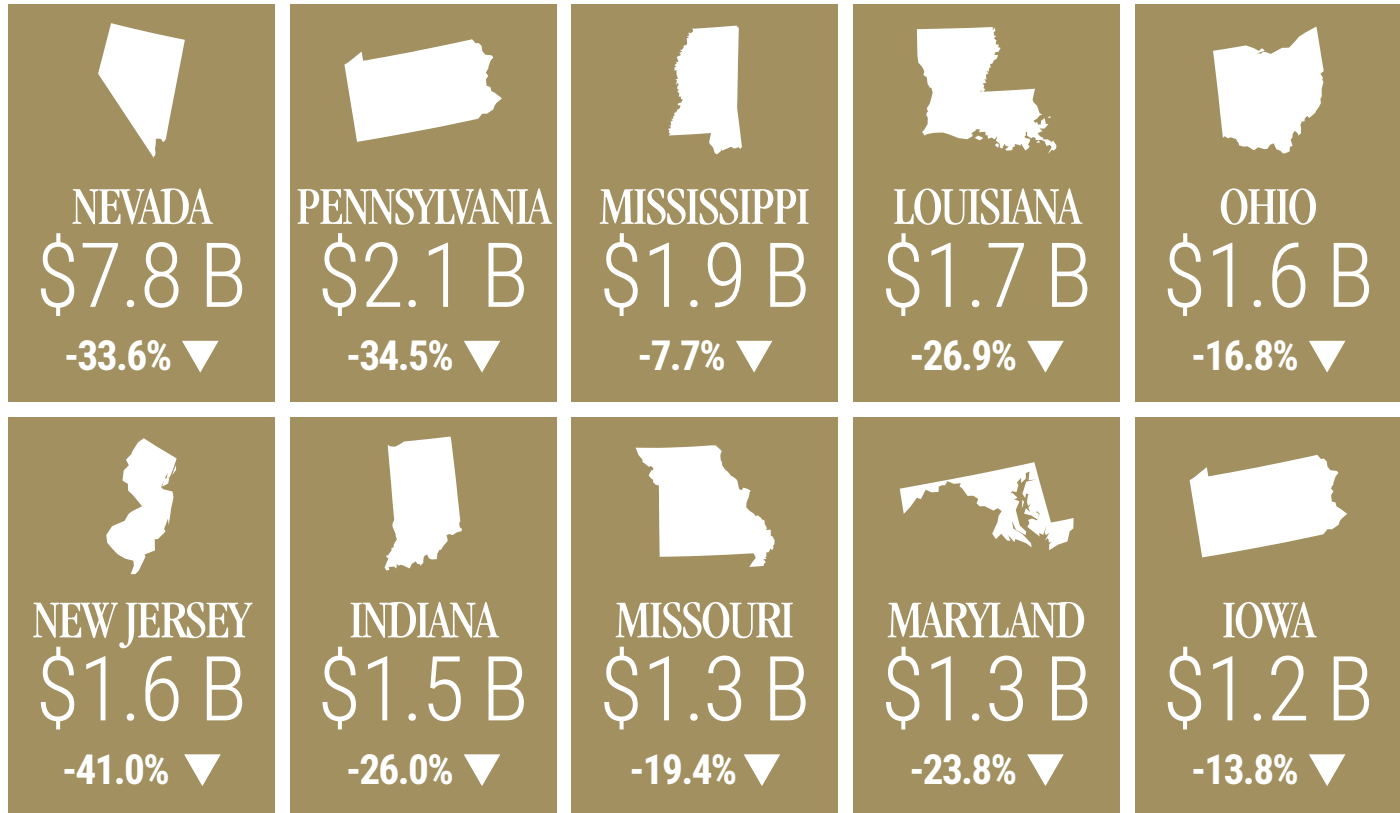 NEVADA
$7.8 B
-33.6%
PENNSYLVANIA
$2.1 B
-34.5%
MISSISSIPPI
$1.9 B
-7.7%
LOUISIANA
$1.7 B
-26.9%
OHIO
$1.6 B
-16.8%
NEW JERSEY
$1.6 B
-41.0%
INDIANA
$1.5 B
-26.0%
MISSOURI
$1.3 B
-19.4%
MARYLAND
$1.3 B
-23.8%
IOWA
$1.2 B
-13.8%